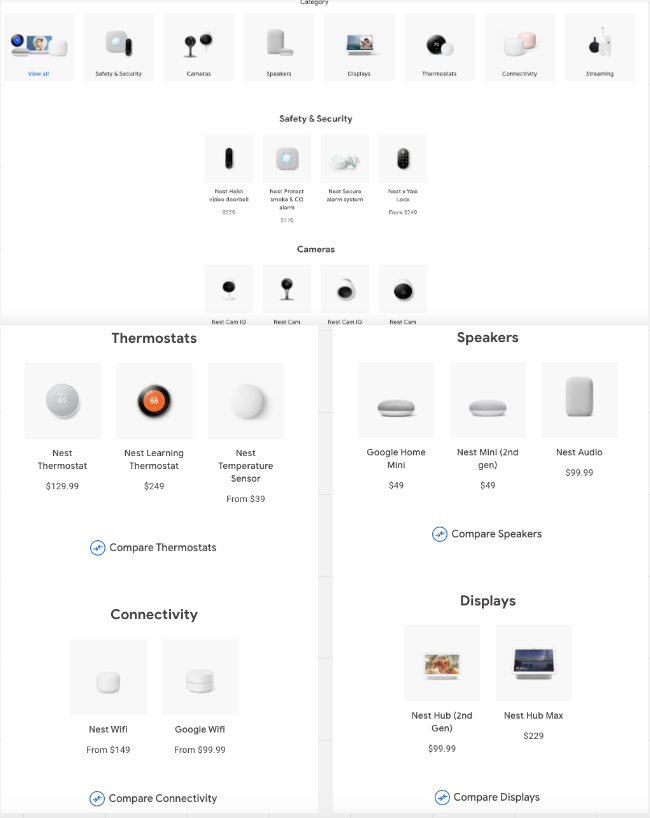 Category
View all
Safety & Security
Cameras
Speakers
Displays
Thermostats
Connectivity
Streaming
Safety & Security
Nest Hello
video doorbell
$229
Nest Protect
smoke & CO
alarm
$119
Nest Secure
alarm system
Nest x Yale
Lock
From $249
Cameras
Nest Cam IQ
Nest Cam
Nest Cam IQ
Nest Cam
Thermostats
65
Nest
Thermostat
$129.99
68
Nest Learning
Thermostat
$249
Nest
Temperature
Sensor
From $39
Compare Thermostats
Speakers
Google Home
Mini
$49
Nest Mini (2nd
gen)
$49
Nest Audio
$99.99
Compare Speakers
Connectivity
Nest Wifi
From $149
Google Wifi
From $99.99
Compare Connectivity
Displays
Nest Hub (2nd
Gen)
$99.99
Nest Hub Max
$229
Compare Displays